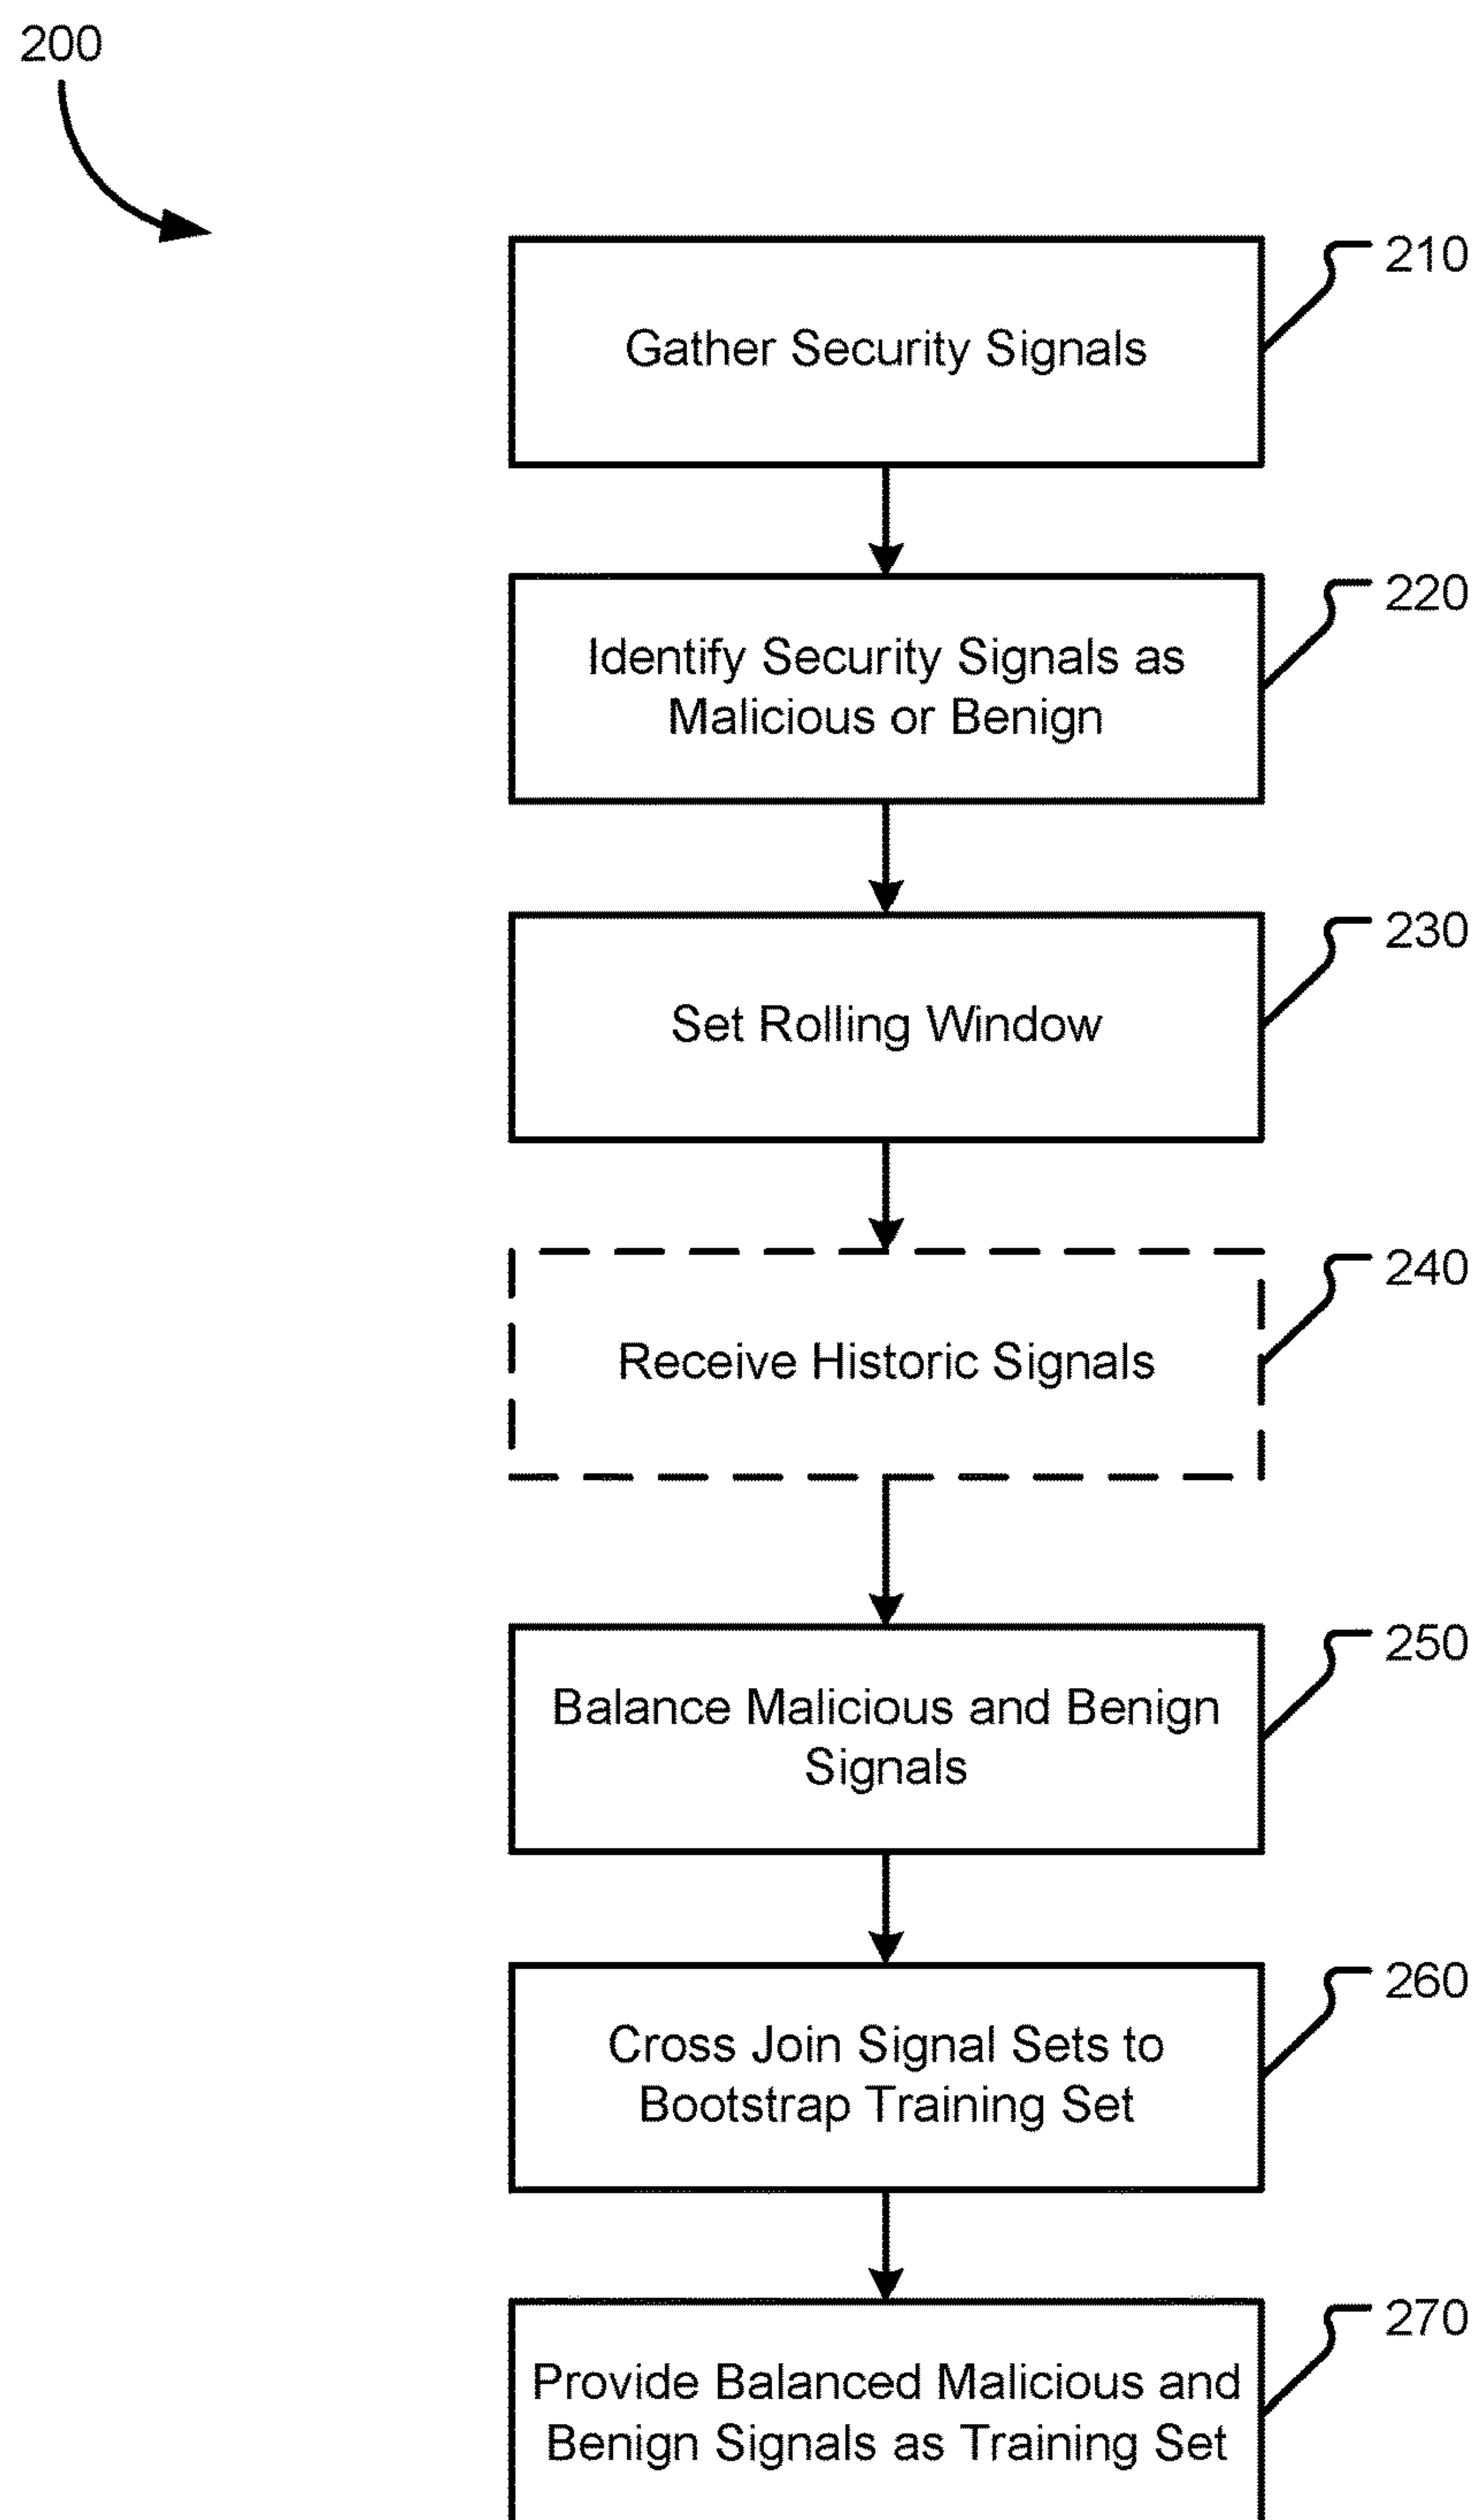 200
210
Gather Security Signals
220
Identify Security Signals as
Malicious or Benign
230
Set Rolling Window
240
Receive Historic Signals
250
Balance Malicious and Benign
Signals
260
Cross Join Signal Sets to
Bootstrap Training Set
270
Provide Balanced Malicious and
Benign Signals as Training Set